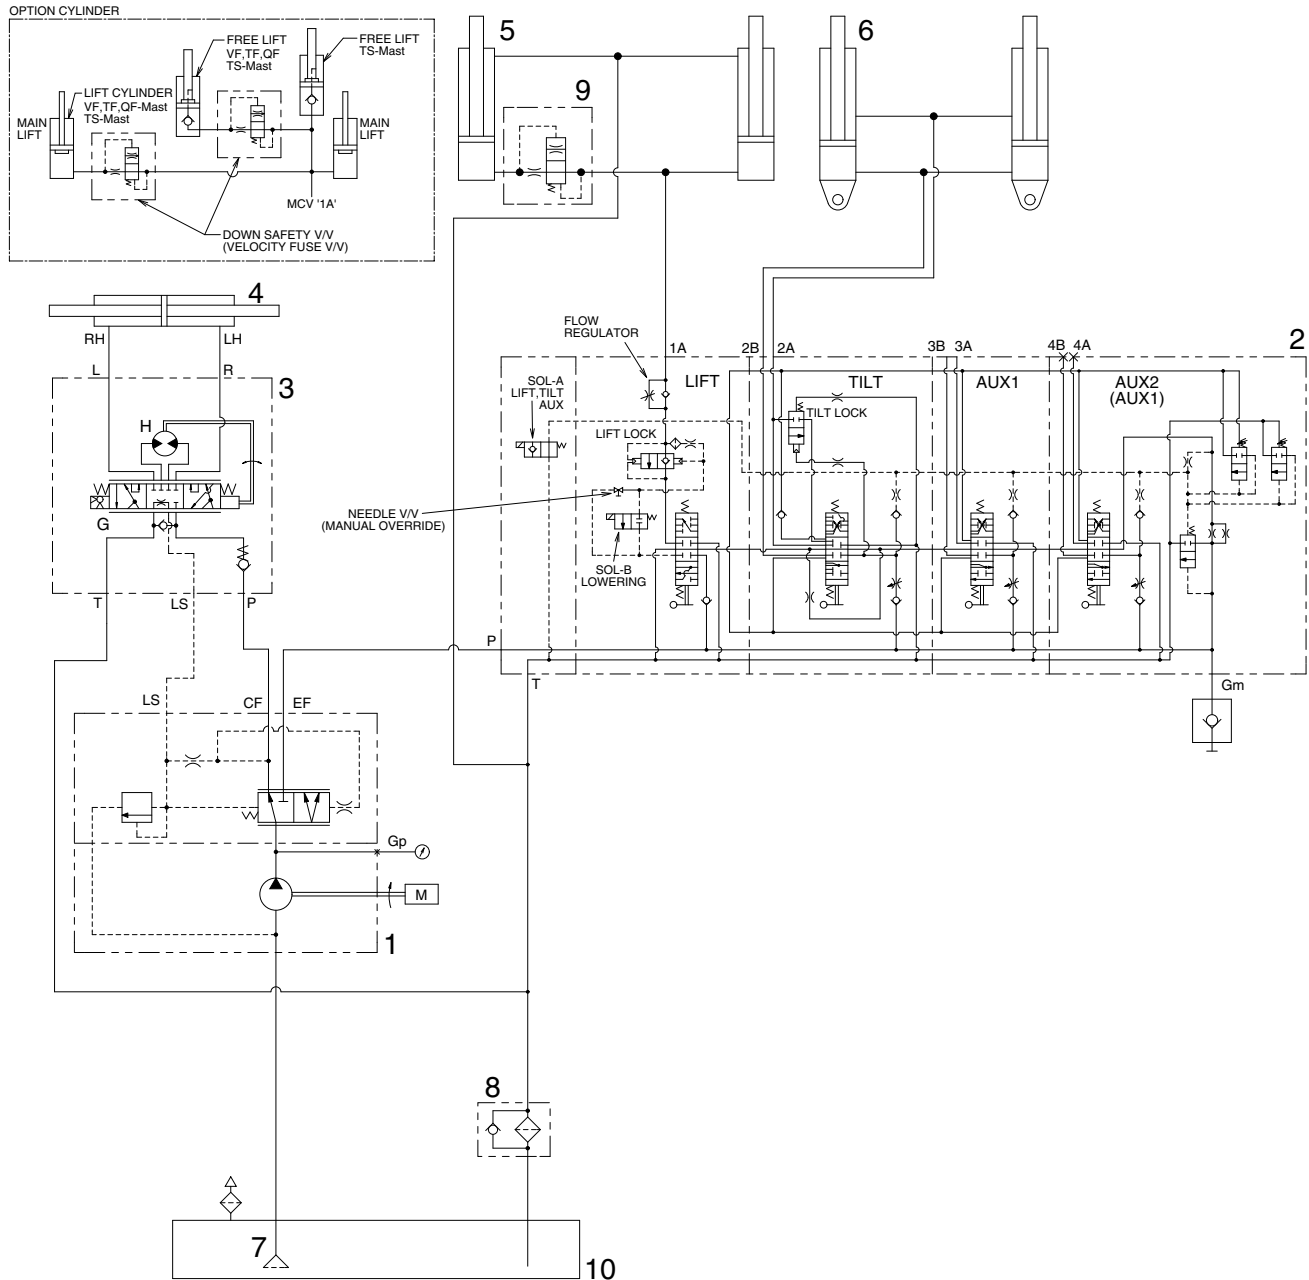 OPTION CYLINDER
FREE LIFT
VF,TF,QF
TS-Mast
FREE LIFT
TS-Mast
LIFT CYLINDER
VF,TF,QF-Mast
TS-Mast
MAIN
LIFT
MAIN
LIFT
MCV '1A'
DOWN SAFETY V/V
(VELOCITY FUSE V/V)
5
6
9
4
RH
LH
L
R
3
H
G
T
LS
P
FLOW
REGULATOR
1A
2B
2A
3B
3A
4B
4A
2
SOL-A
LIFT,TILT
AUX
LIFT
TILT
AUX1
AUX2
(AUX1)
TILT LOCK
LIFT LOCK
NEEDLE V/V
(MANUAL OVERRIDE)
SOL-B
LOWERING
P
T
Gm
LS
CF
EF
Gp
M
1
8
7
10